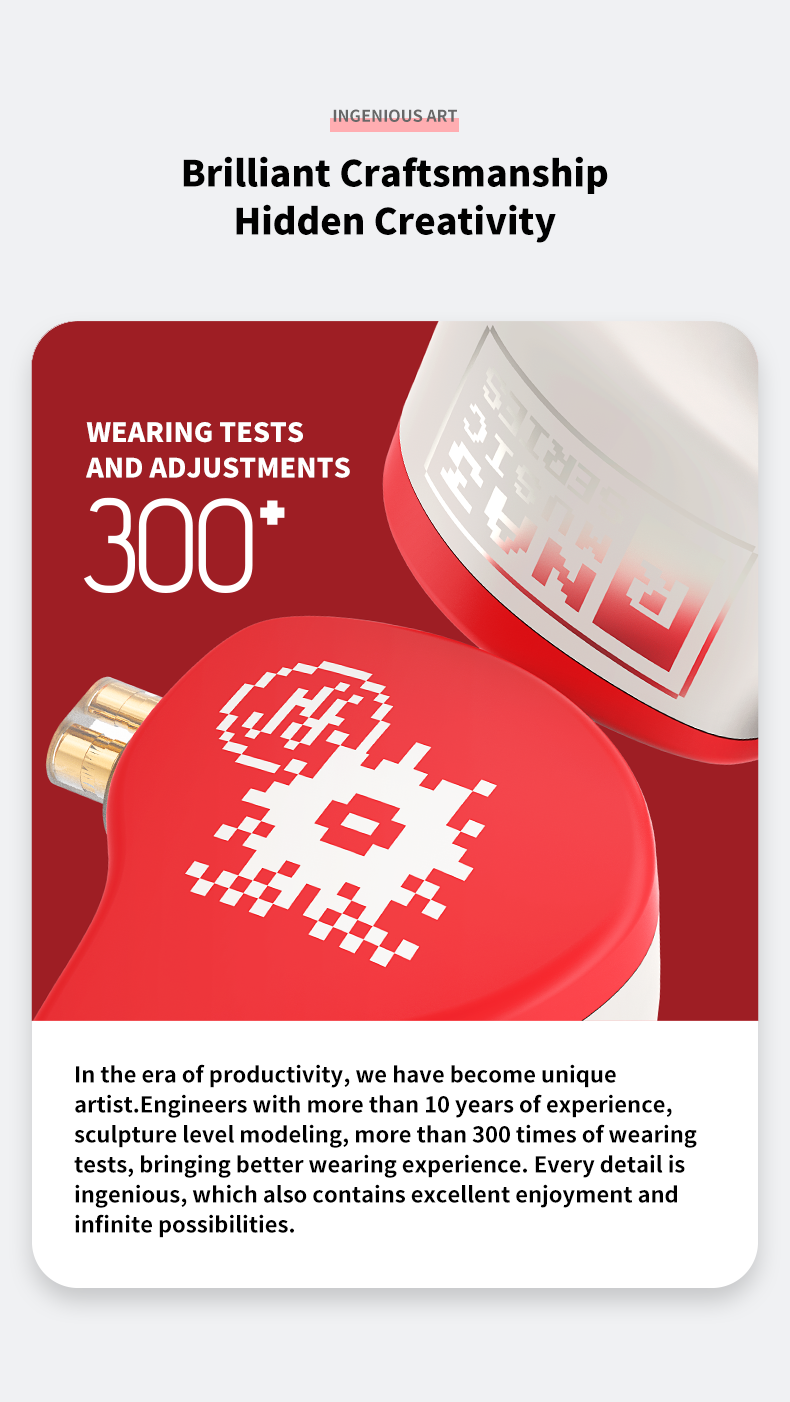 INGENIOUS ART
Brilliant Craftsmanship
Hidden Creativity
WEARING TESTS
AND ADJUSTMENTS
300+
In the era of productivity, we have become unique
artist.Engineers with more than 10 years of experience,
sculpture level modeling, more than 300 times of wearing
tests, bringing better wearing experience. Every detail is
ingenious, which also contains excellent enjoyment and
infinite possibilities.